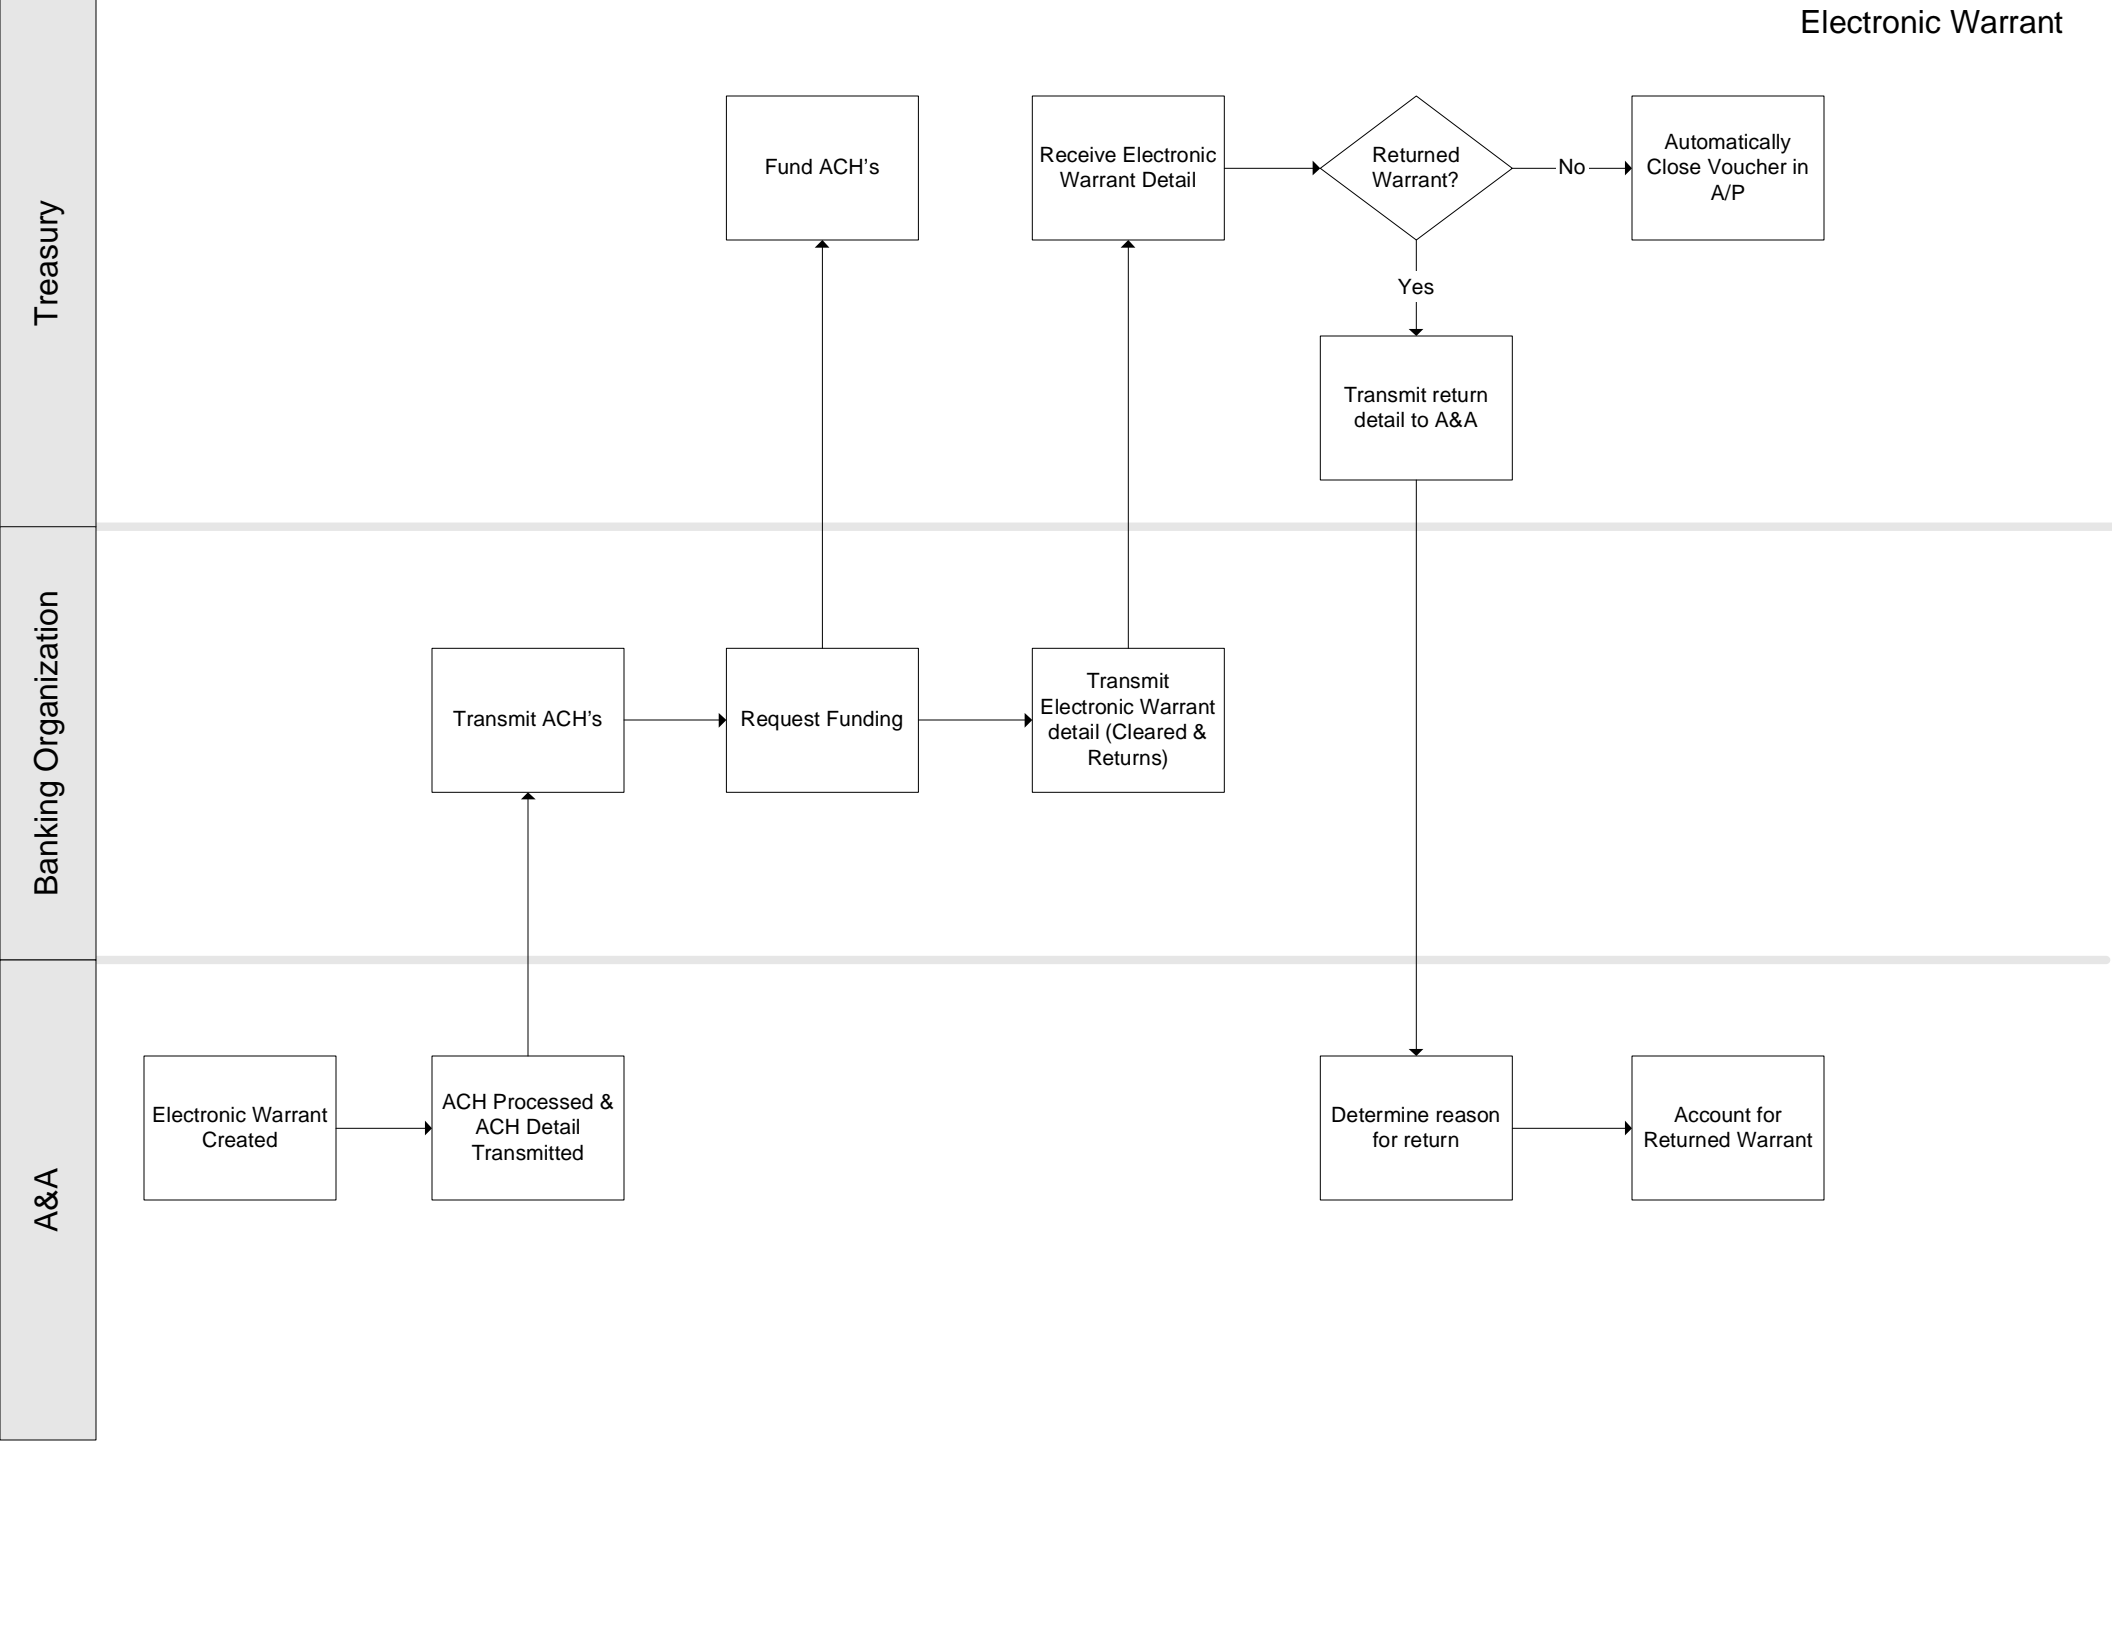 Electronic Warrant
Treasury
Fund ACH’s
Receive Electronic
Warrant Detail
Returned
Warrant?
No
Automatically
Close Voucher in
A/P
Yes
Transmit return
detail to A&A
Banking Organization
Transmit ACH’s
Request Funding
Transmit
Electronic Warrant
detail (Cleared &
Returns)
A&A
Electronic Warrant
Created
ACH Processed &
ACH Detail
Transmitted
Determine reason
for return
Account for
Returned Warrant